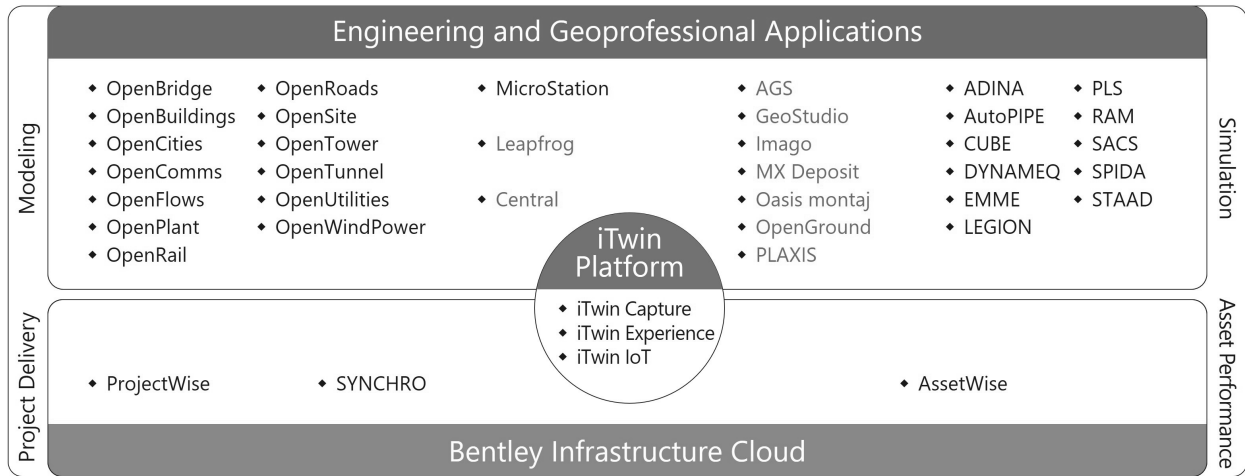 Engineering and Geoprofessional Applications
Modeling
◆ OpenBridge
◆ OpenBuildings
◆ OpenCities
◆ OpenComms
◆ OpenFlows
◆ OpenPlant
◆ OpenRail
◆ OpenRoads
◆ OpenSite
◆ OpenTower
◆ OpenTunnel
◆ OpenUtilities
◆ OpenWindPower
◆ MicroStation
◆ Leapfrog
◆ Central
◆ AGS
◆ GeoStudio
◆ Imago
◆ MX Deposit
◆ Oasis montaj
◆ OpenGround
◆ PLAXIS
◆ ADINA
◆ AutoPIPE
◆ CUBE
◆ DYNAMEQ
◆ EMME
◆ LEGION
◆ PLS
◆ RAM
◆ SACS
◆ SPIDA
◆ STAAD
Simulation
iTwin
Platform
◆ iTwin Capture
◆ iTwin Experience
◆ iTwin IoT
Project Delivery
◆ ProjectWise
◆ SYNCHRO
◆ AssetWise
Asset Performance
Bentley Infrastructure Cloud